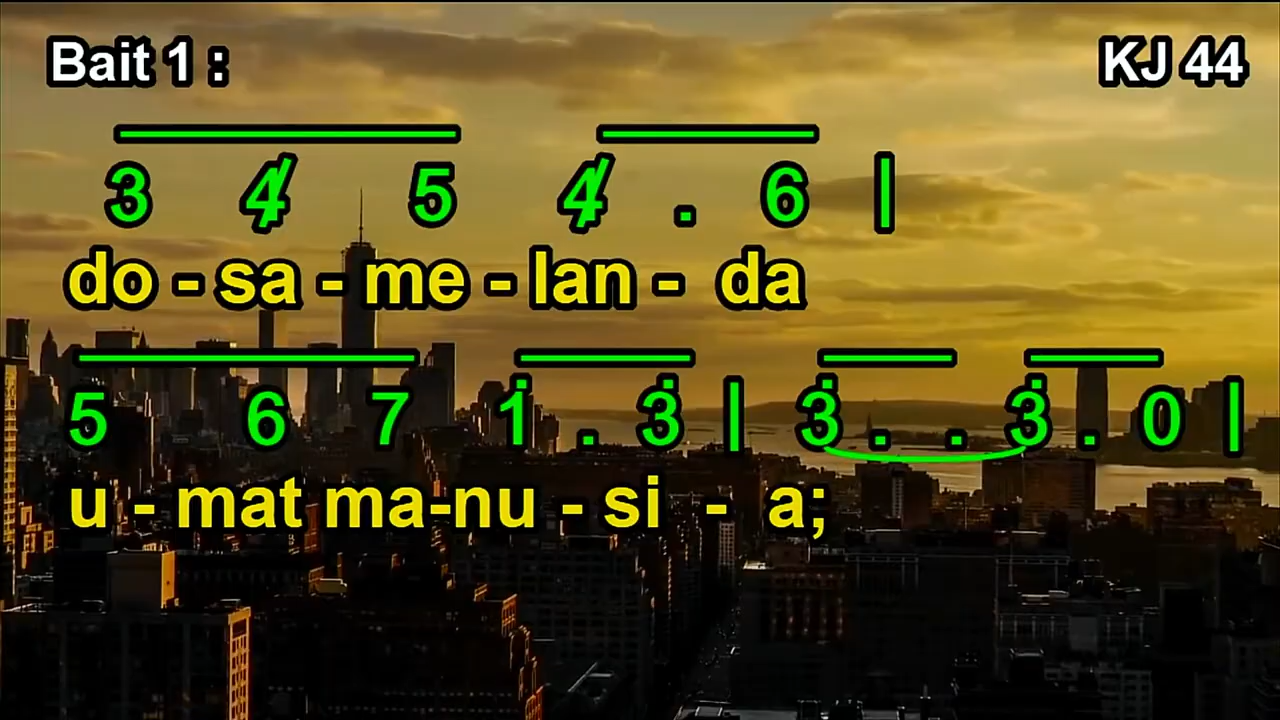 Bait 1 : KJ 44
3 4̸ 5 4̸ . 6 |
do - sa - me - lan - da
5 6 7 1̇ . 3̇ | 3̇ . . 3̇ . 0 |
u - mat ma-nu - si - a;